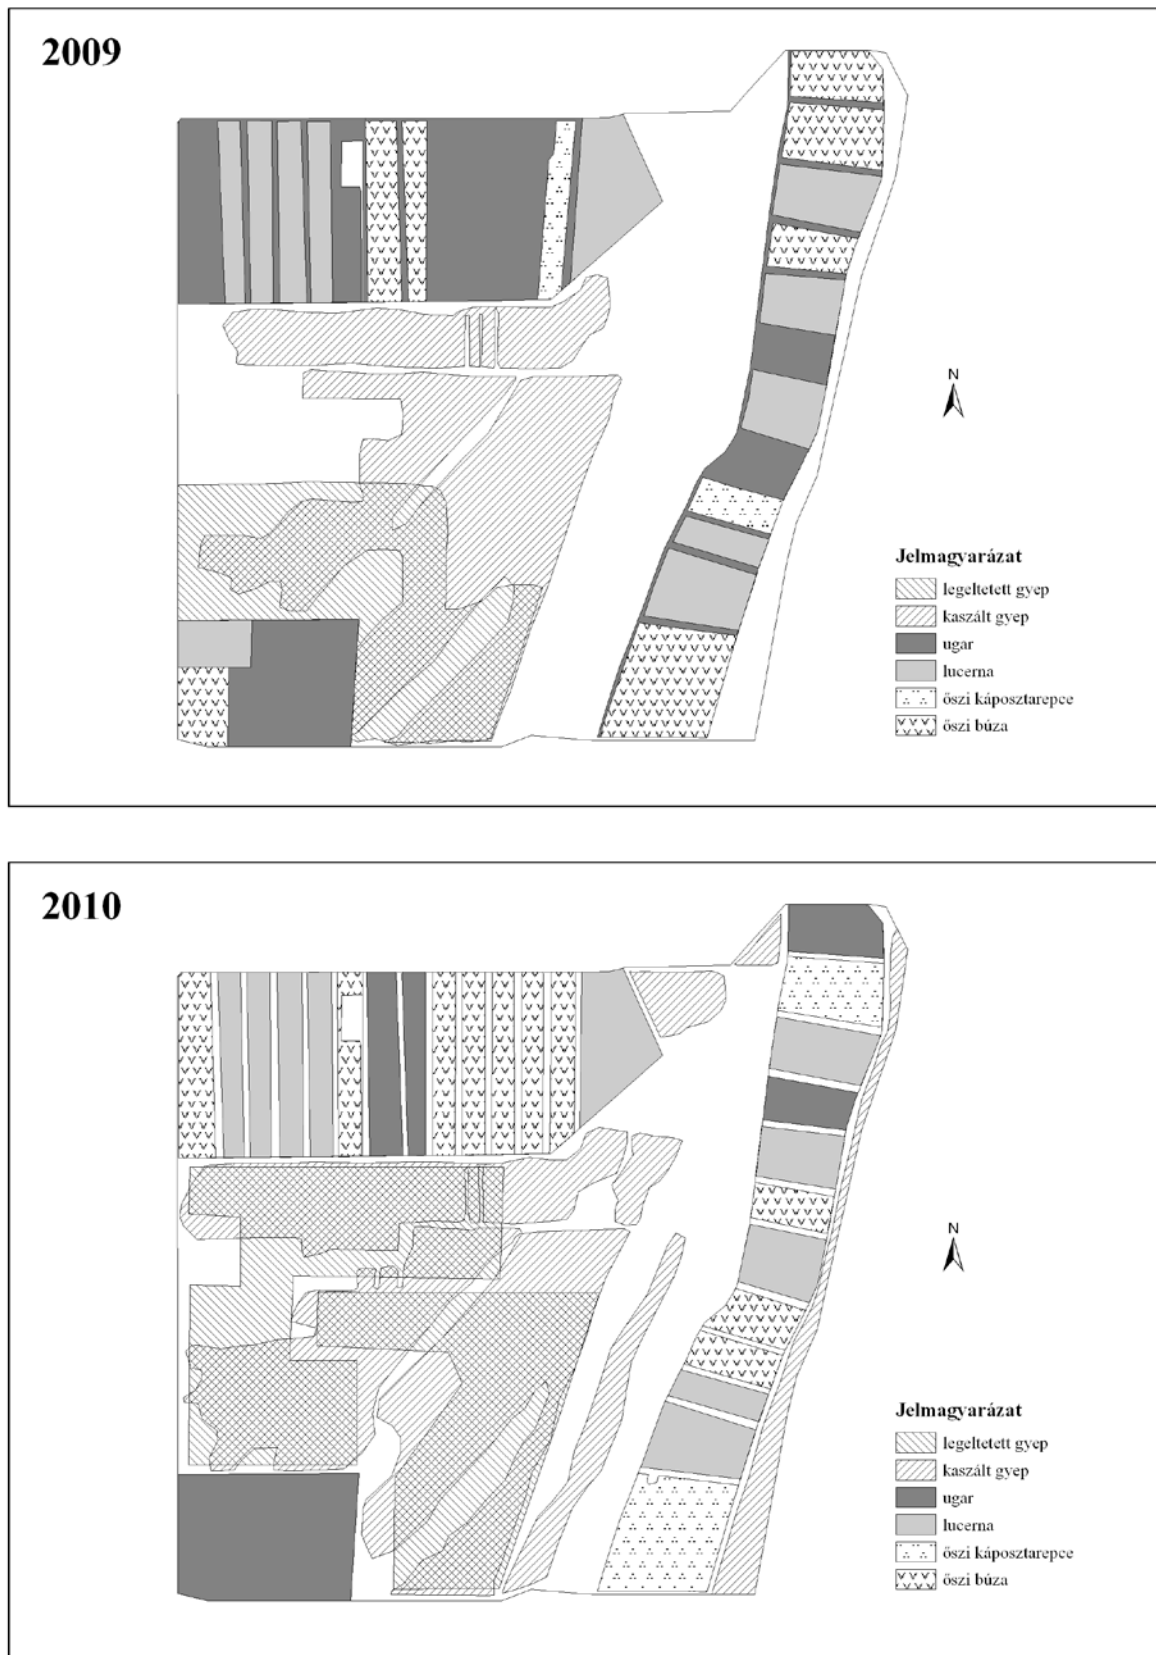 2009
N
Jelmagyarázat
legeltetett gyep
kaszált gyep
ugar
lucerna
őszi káposztarepce
őszi búza
2010
N
Jelmagyarázat
legeltetett gyep
kaszált gyep
ugar
lucerna
őszi káposztarepce
őszi búza